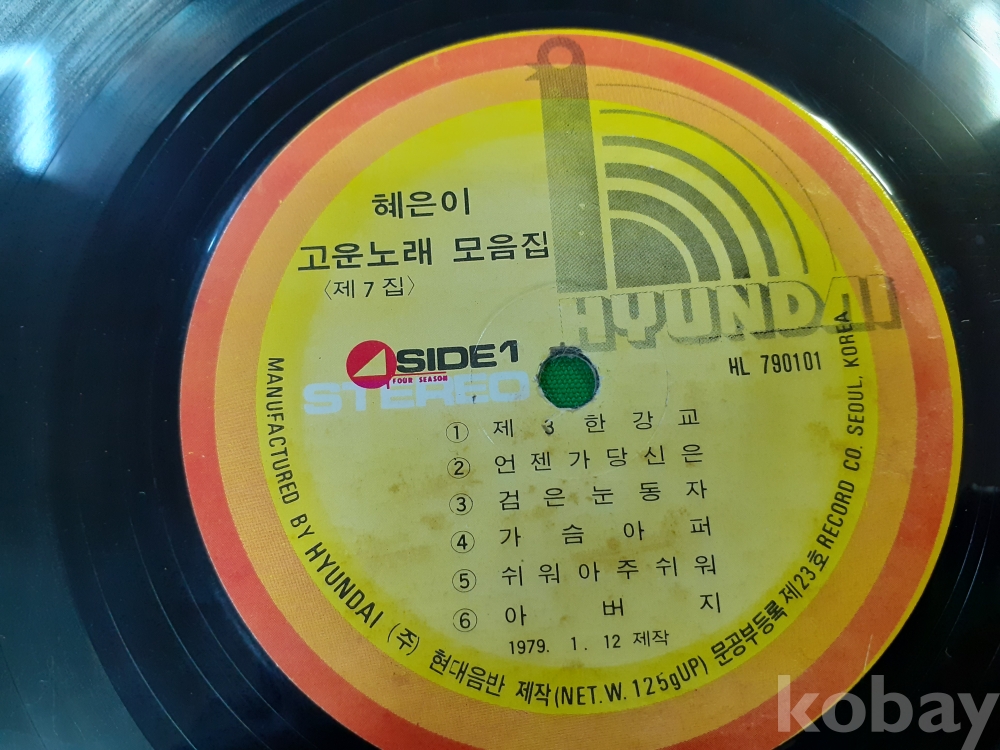 HYUNDAI
혜은이
고운노래 모음집
〈제 7 집〉
SIDE 1
FOUR SEASON
STEREO
HL 790101
① 제 3 한 강 교
② 언 젠 가 당 신 은
③ 검 은 눈 동 자
④ 가 슴 아 퍼
⑤ 쉬 워 아 주 쉬 워
⑥ 아 버 지
1979. 1. 12 제작
MANUFACTURED BY HYUNDAI (주) 현대음반 제작(NET.W. 125gUP) 문공부등록 제23호 RECORD CO. SEOUL. KOREA
kobay